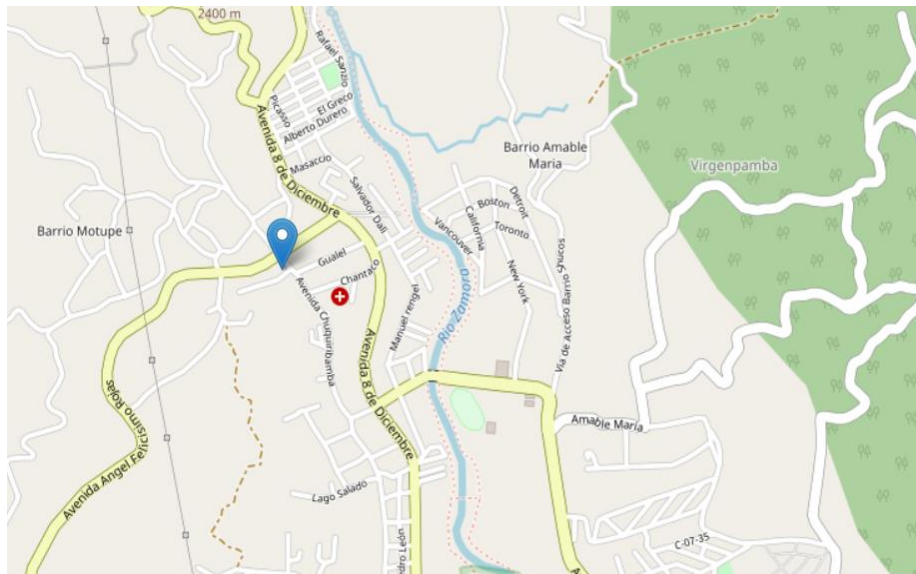 2400 m
Rafael Sanzio
Picasso
El Greco
Alberto Durero
Avenida 8 de Diciembre
Masaccio
Salvador Dalí
Barrio Amable
María
Virgenpamba
Detroit
Boston
California
Toronto
Vancouver
Barrio Motupe
Gualel
Chantaco
Avenida Chuquiribamba
Manuel rengel
Río Zamora
New York
Vía de Acceso Barrio Shucos
Avenida 8 de Diciembre
Avenida Angel Felicísimo Rojas
Amable María
Lago Salado
C-07-35